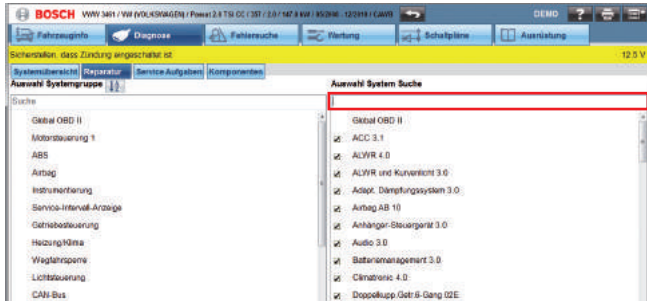 BOSCH VWW 3461 / VW (VOLKSWAGEN) / Passat 2.0 TSI CC / 357 / 2.0 / 147.0 kW / 05/2008 - 12/2010 / CAWB DEMO ?
Fahrzeuginfo Diagnose Fehlersuche Wartung Schaltpläne Ausrüstung
Sicherstellen, dass Zündung eingeschaltet ist 12.5 V
Systemübersicht Reparatur Service Aufgaben Komponenten
Auswahl Systemgruppe Auswahl System Suche
Suche
Global OBD II Global OBD II
Motorsteuerung 1 ACC 3.1
ABS ALWR 4.0
Airbag ALWR und Kurvenlicht 3.0
Instrumentierung Adapt. Dämpfungssystem 3.0
Service-Intervall-Anzeige Airbag AB 10
Getriebesteuerung Anhänger-Steuergerät 3.0
Heizung/Klima Audio 3.0
Wegfahrsperre Batteriemanagement 3.0
Lichtsteuerung Climatronic 4.0
CAN-Bus Doppelkupp.Getr.6-Gang 02E